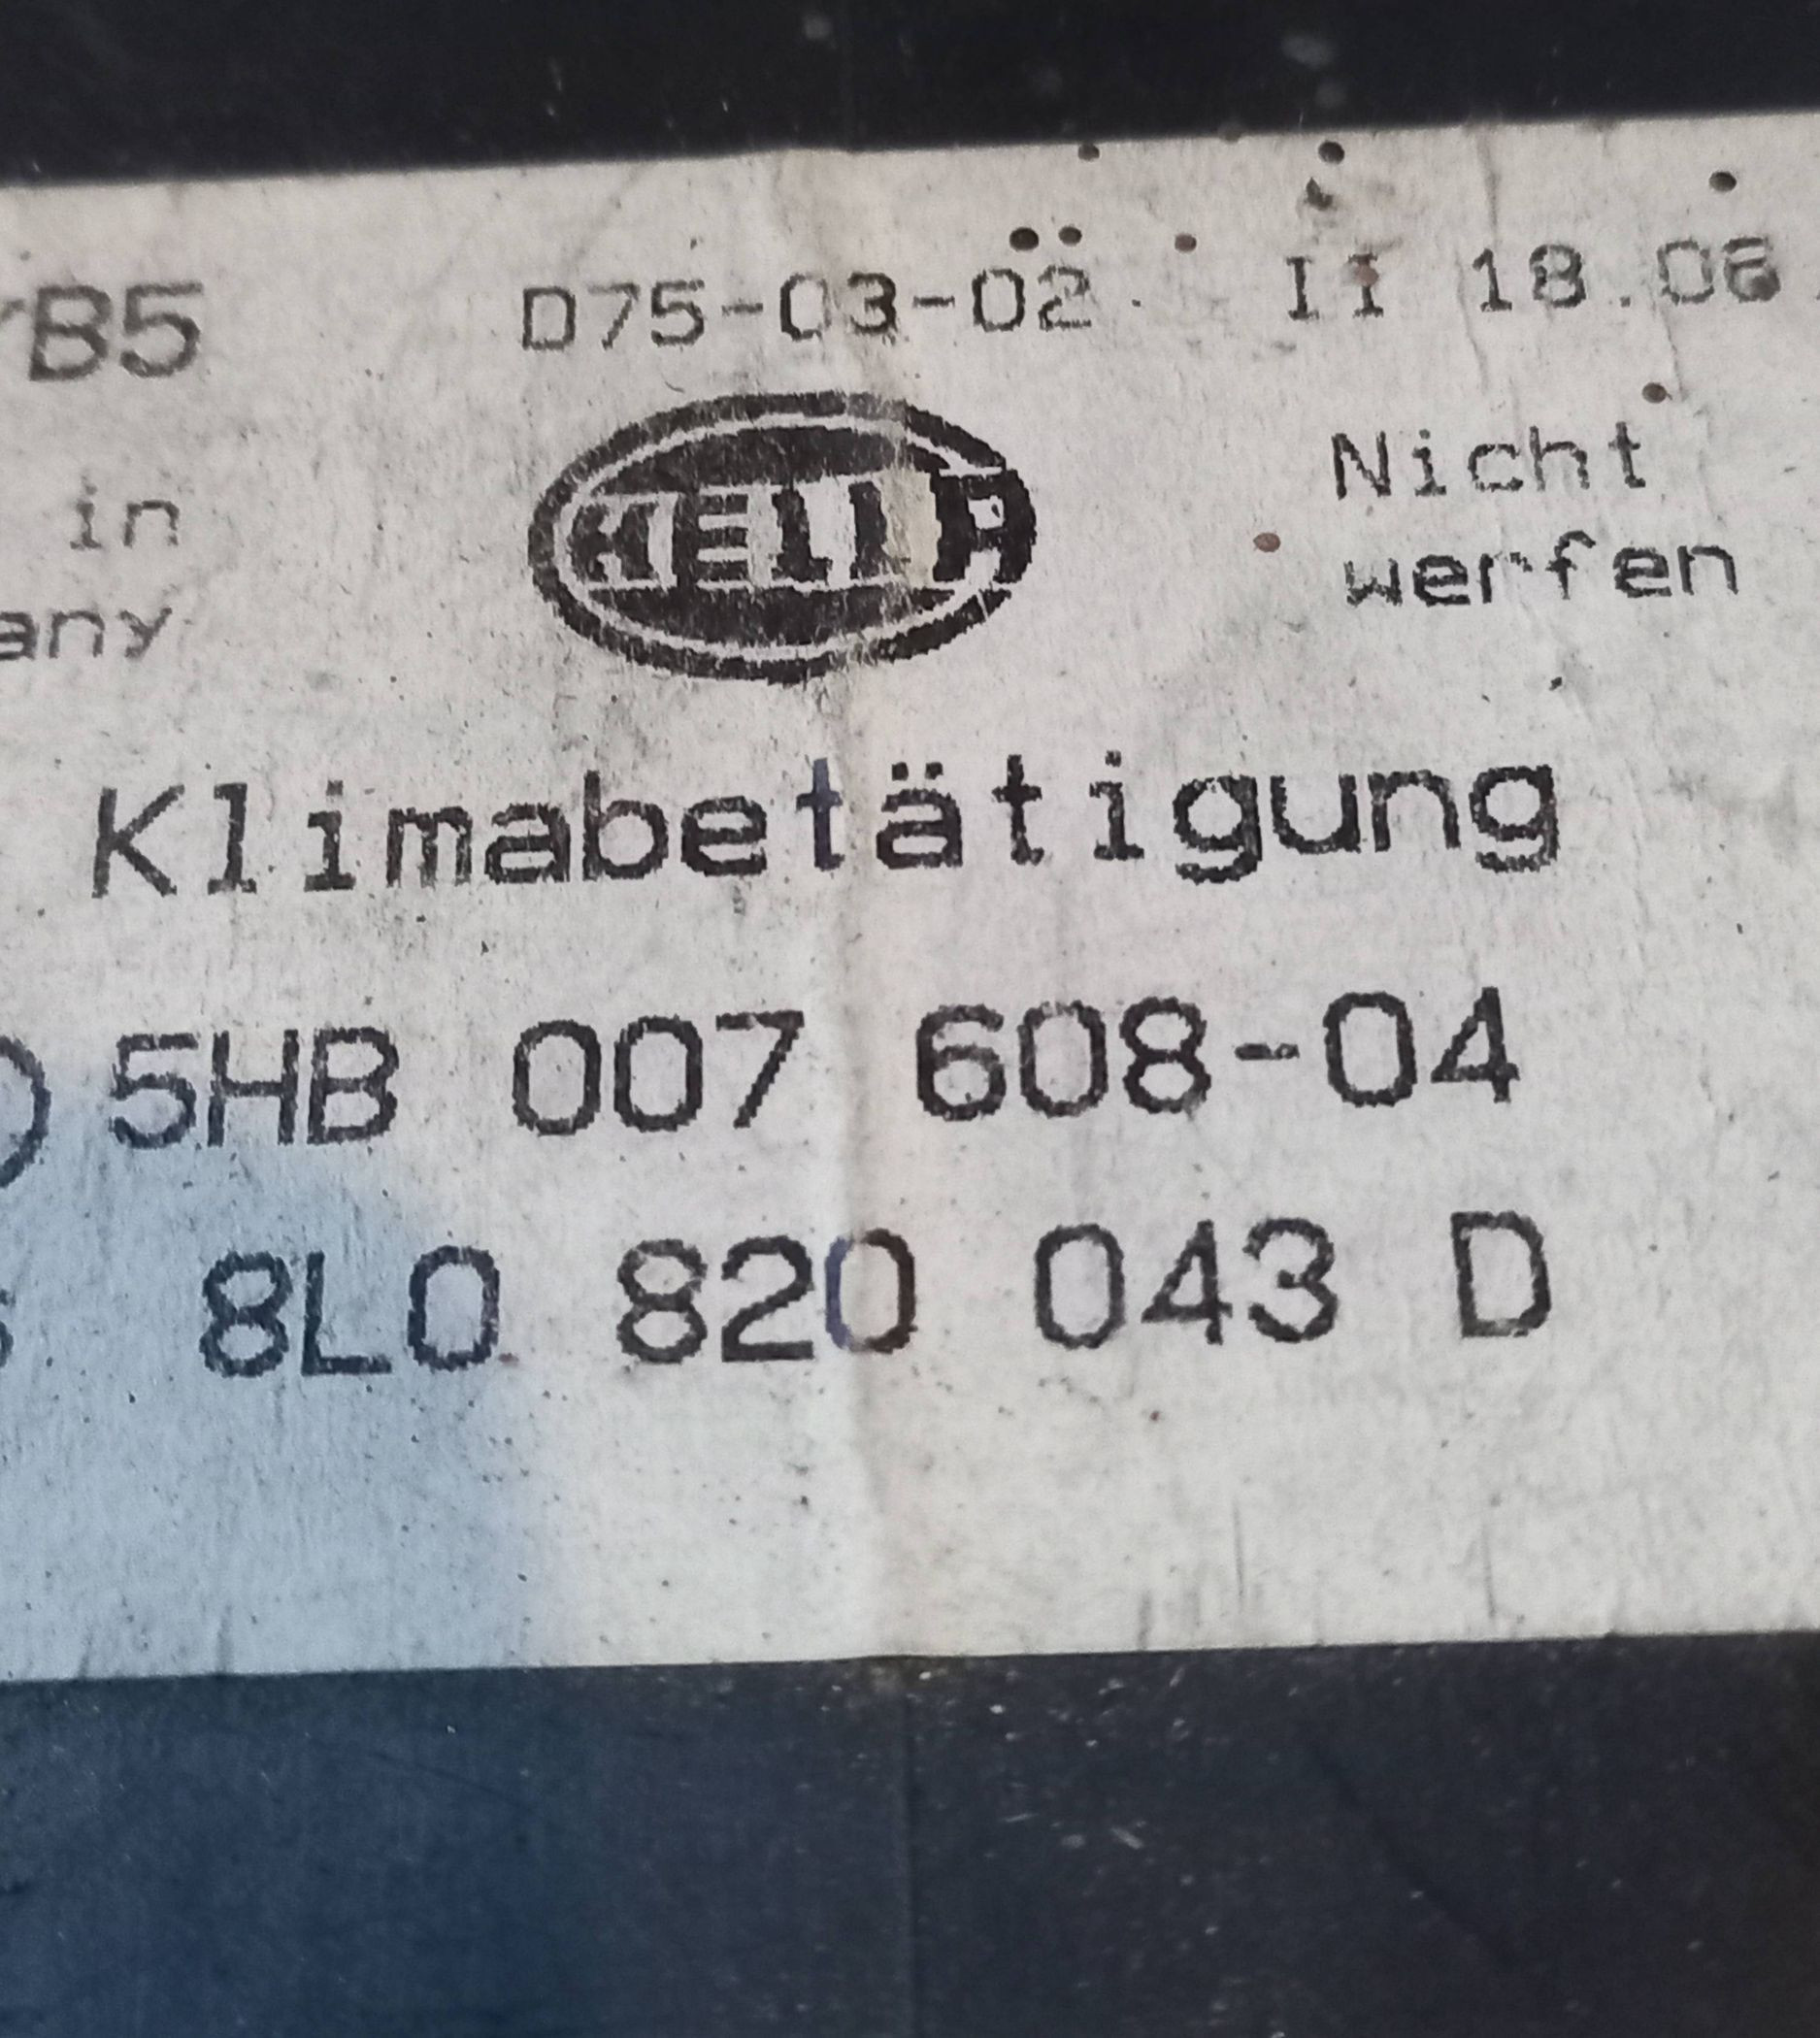 B5 D75-03-02 II 18.06
in
any
HELLA
Nicht
werfen
Klimabetätigung
5HB 007 608-04
8L0 820 043 D